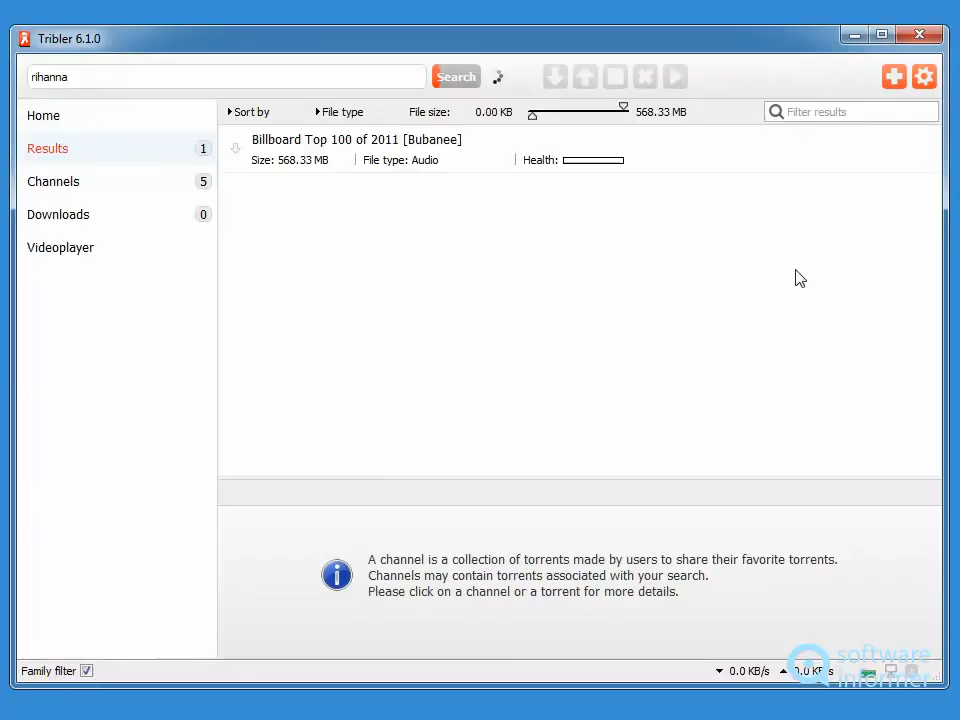 Tribler 6.1.0
rihanna
Search
Home
Results 1
Channels 5
Downloads 0
Videoplayer
Sort by File type File size: 0.00 KB 568.33 MB Filter results
Billboard Top 100 of 2011 [Bubanee]
Size: 568.33 MB File type: Audio Health:
A channel is a collection of torrents made by users to share their favorite torrents.
Channels may contain torrents associated with your search.
Please click on a channel or a torrent for more details.
Family filter 0.0 KB/s 0.0 KB/s
software
informer